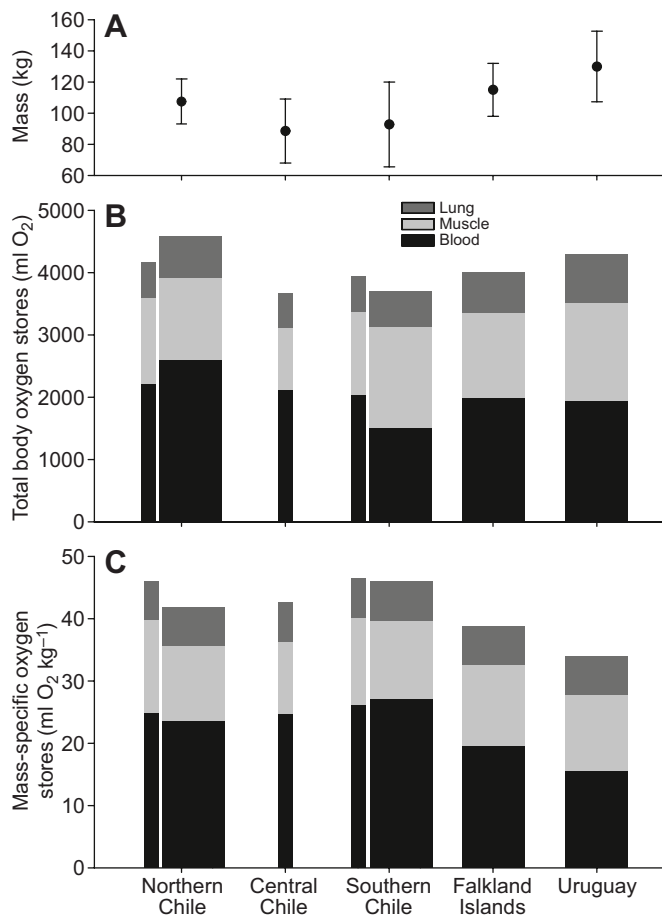 A
Mass (kg)
160
140
120
100
80
60
B
Total body oxygen stores (ml O₂)
5000
4000
3000
2000
1000
0
Lung
Muscle
Blood
C
Mass-specific oxygen
stores (ml O₂ kg⁻¹)
50
40
30
20
10
0
Northern
Chile
Central
Chile
Southern
Chile
Falkland
Islands
Uruguay